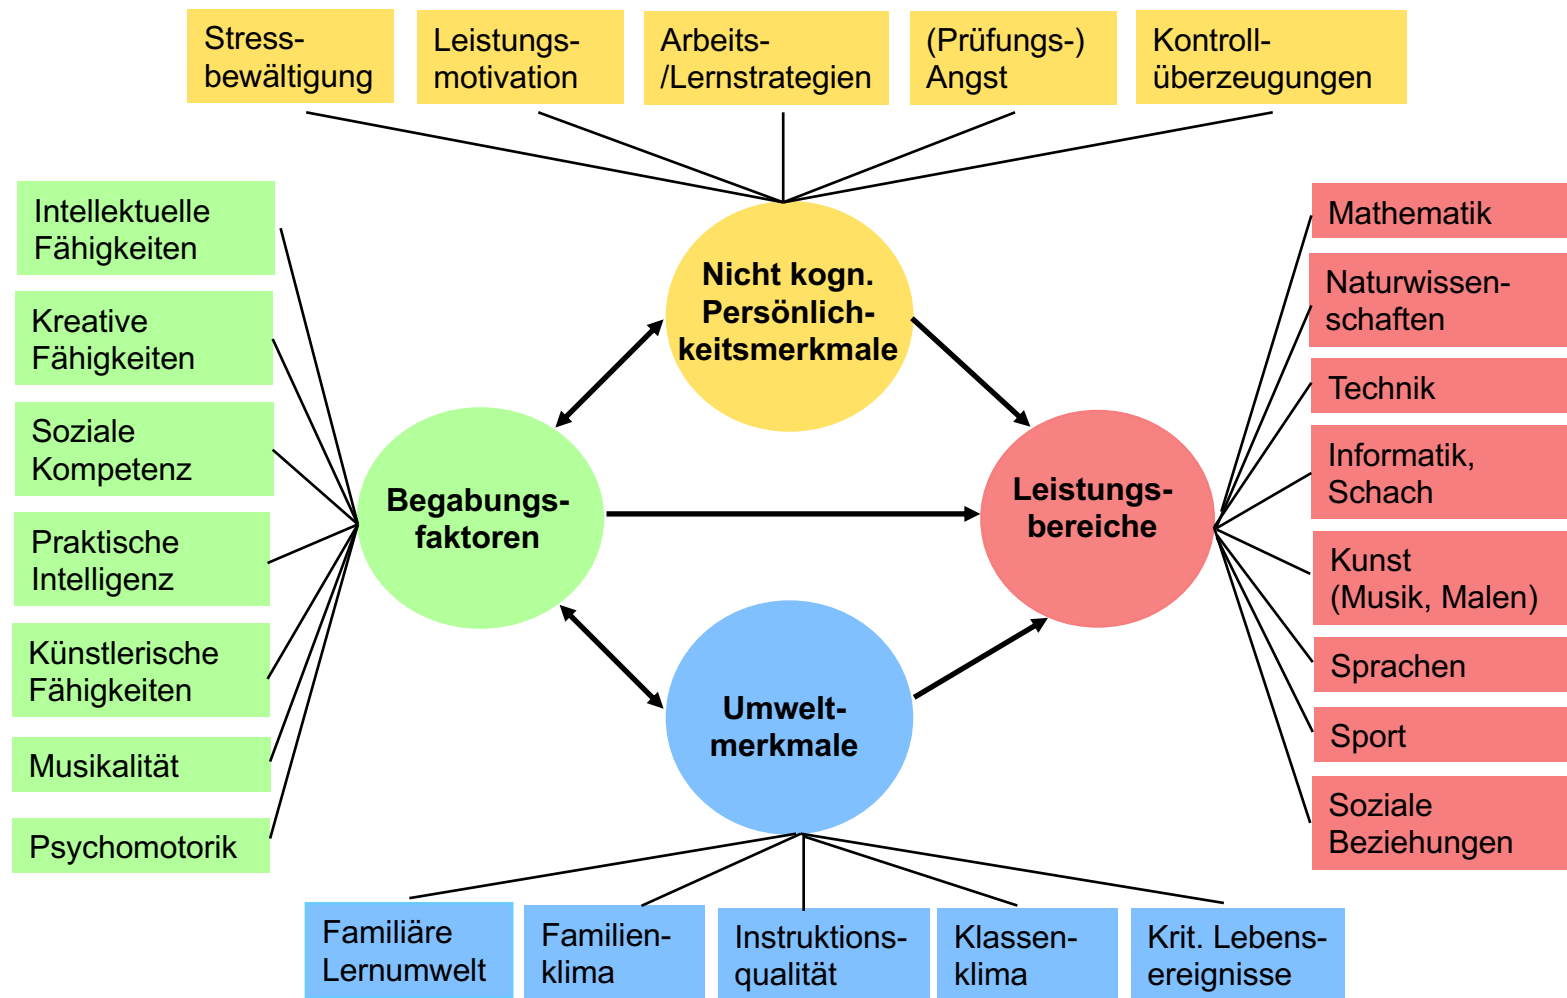 Stress-
bewältigung
Leistungs-
motivation
Arbeits-
/Lernstrategien
(Prüfungs-)
Angst
Kontroll-
überzeugungen
Intellektuelle
Fähigkeiten
Kreative
Fähigkeiten
Soziale
Kompetenz
Praktische
Intelligenz
Künstlerische
Fähigkeiten
Musikalität
Psychomotorik
Nicht kogn.
Persönlich-
keitsmerkmale
Begabungs-
faktoren
Leistungs-
bereiche
Umwelt-
merkmale
Mathematik
Naturwissen-
schaften
Technik
Informatik,
Schach
Kunst
(Musik, Malen)
Sprachen
Sport
Soziale
Beziehungen
Familiäre
Lernumwelt
Familien-
klima
Instruktions-
qualität
Klassen-
klima
Krit. Lebens-
ereignisse